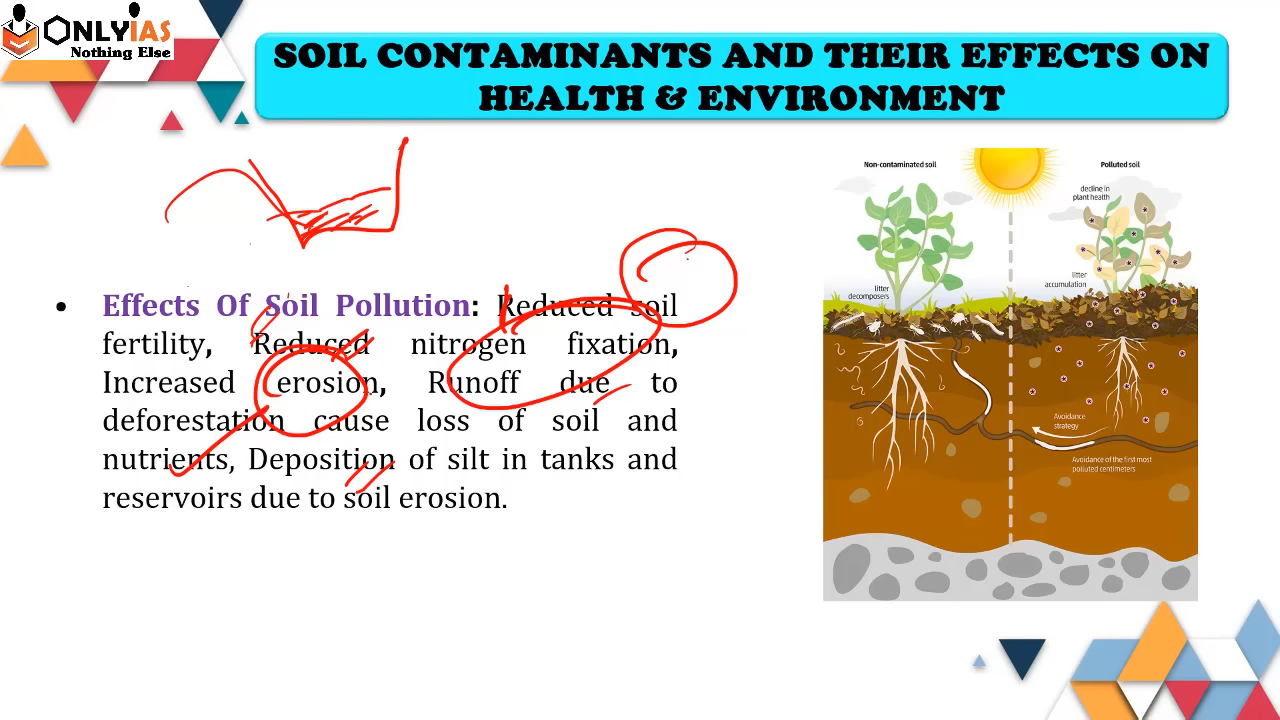 ONLYIAS
Nothing Else
SOIL CONTAMINANTS AND THEIR EFFECTS ON
HEALTH & ENVIRONMENT
• Effects Of Soil Pollution: Reduced soil
fertility, Reduced nitrogen fixation,
Increased erosion, Runoff due to
deforestation cause loss of soil and
nutrients, Deposition of silt in tanks and
reservoirs due to soil erosion.
Non-contaminated soil
Polluted soil
decline in
plant health
litter
decomposers
litter
accumulation
Avoidance
strategy
Avoidance of the first most
polluted centimeters